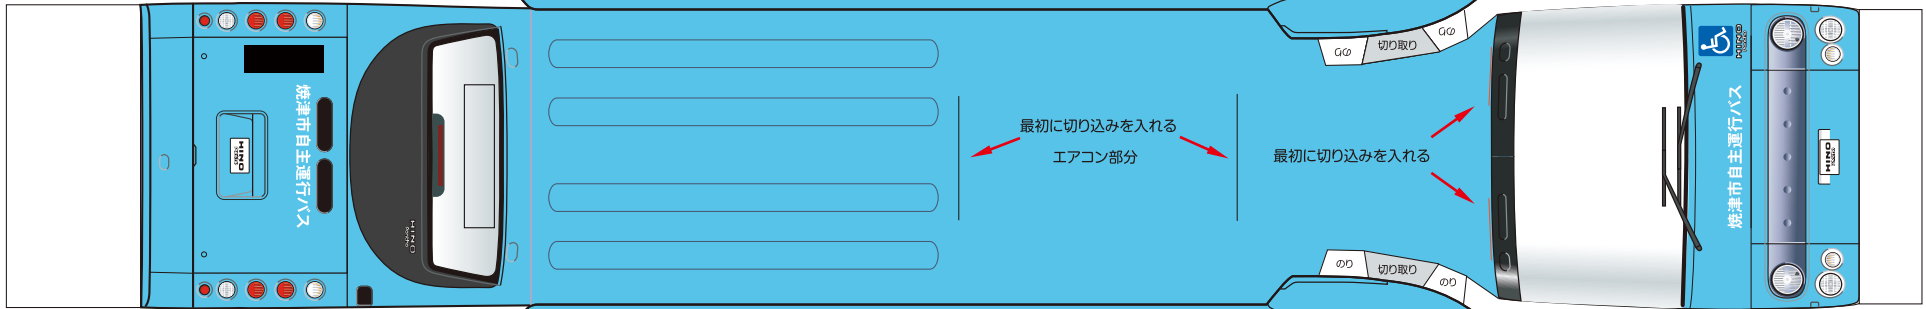 焼津市自主運行バス
HINO
HINO
Poncho
最初に切り込みを入れる
エアコン部分
最初に切り込みを入れる
のり
切り取り
のり
のり
切り取り
のり
HINO
焼津市自主運行バス
HINO